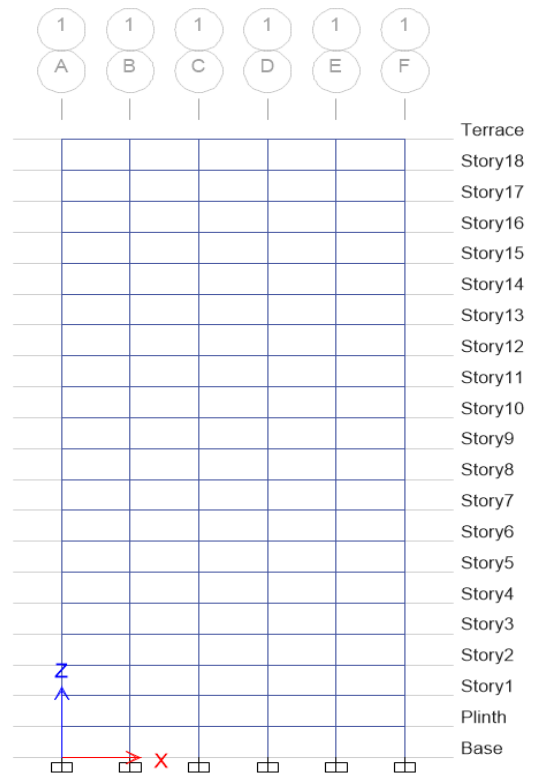 1 1 1 1 1 1
A B C D E F
Terrace
Story18
Story17
Story16
Story15
Story14
Story13
Story12
Story11
Story10
Story9
Story8
Story7
Story6
Story5
Story4
Story3
Story2
Z
Story1
Plinth
Base
X